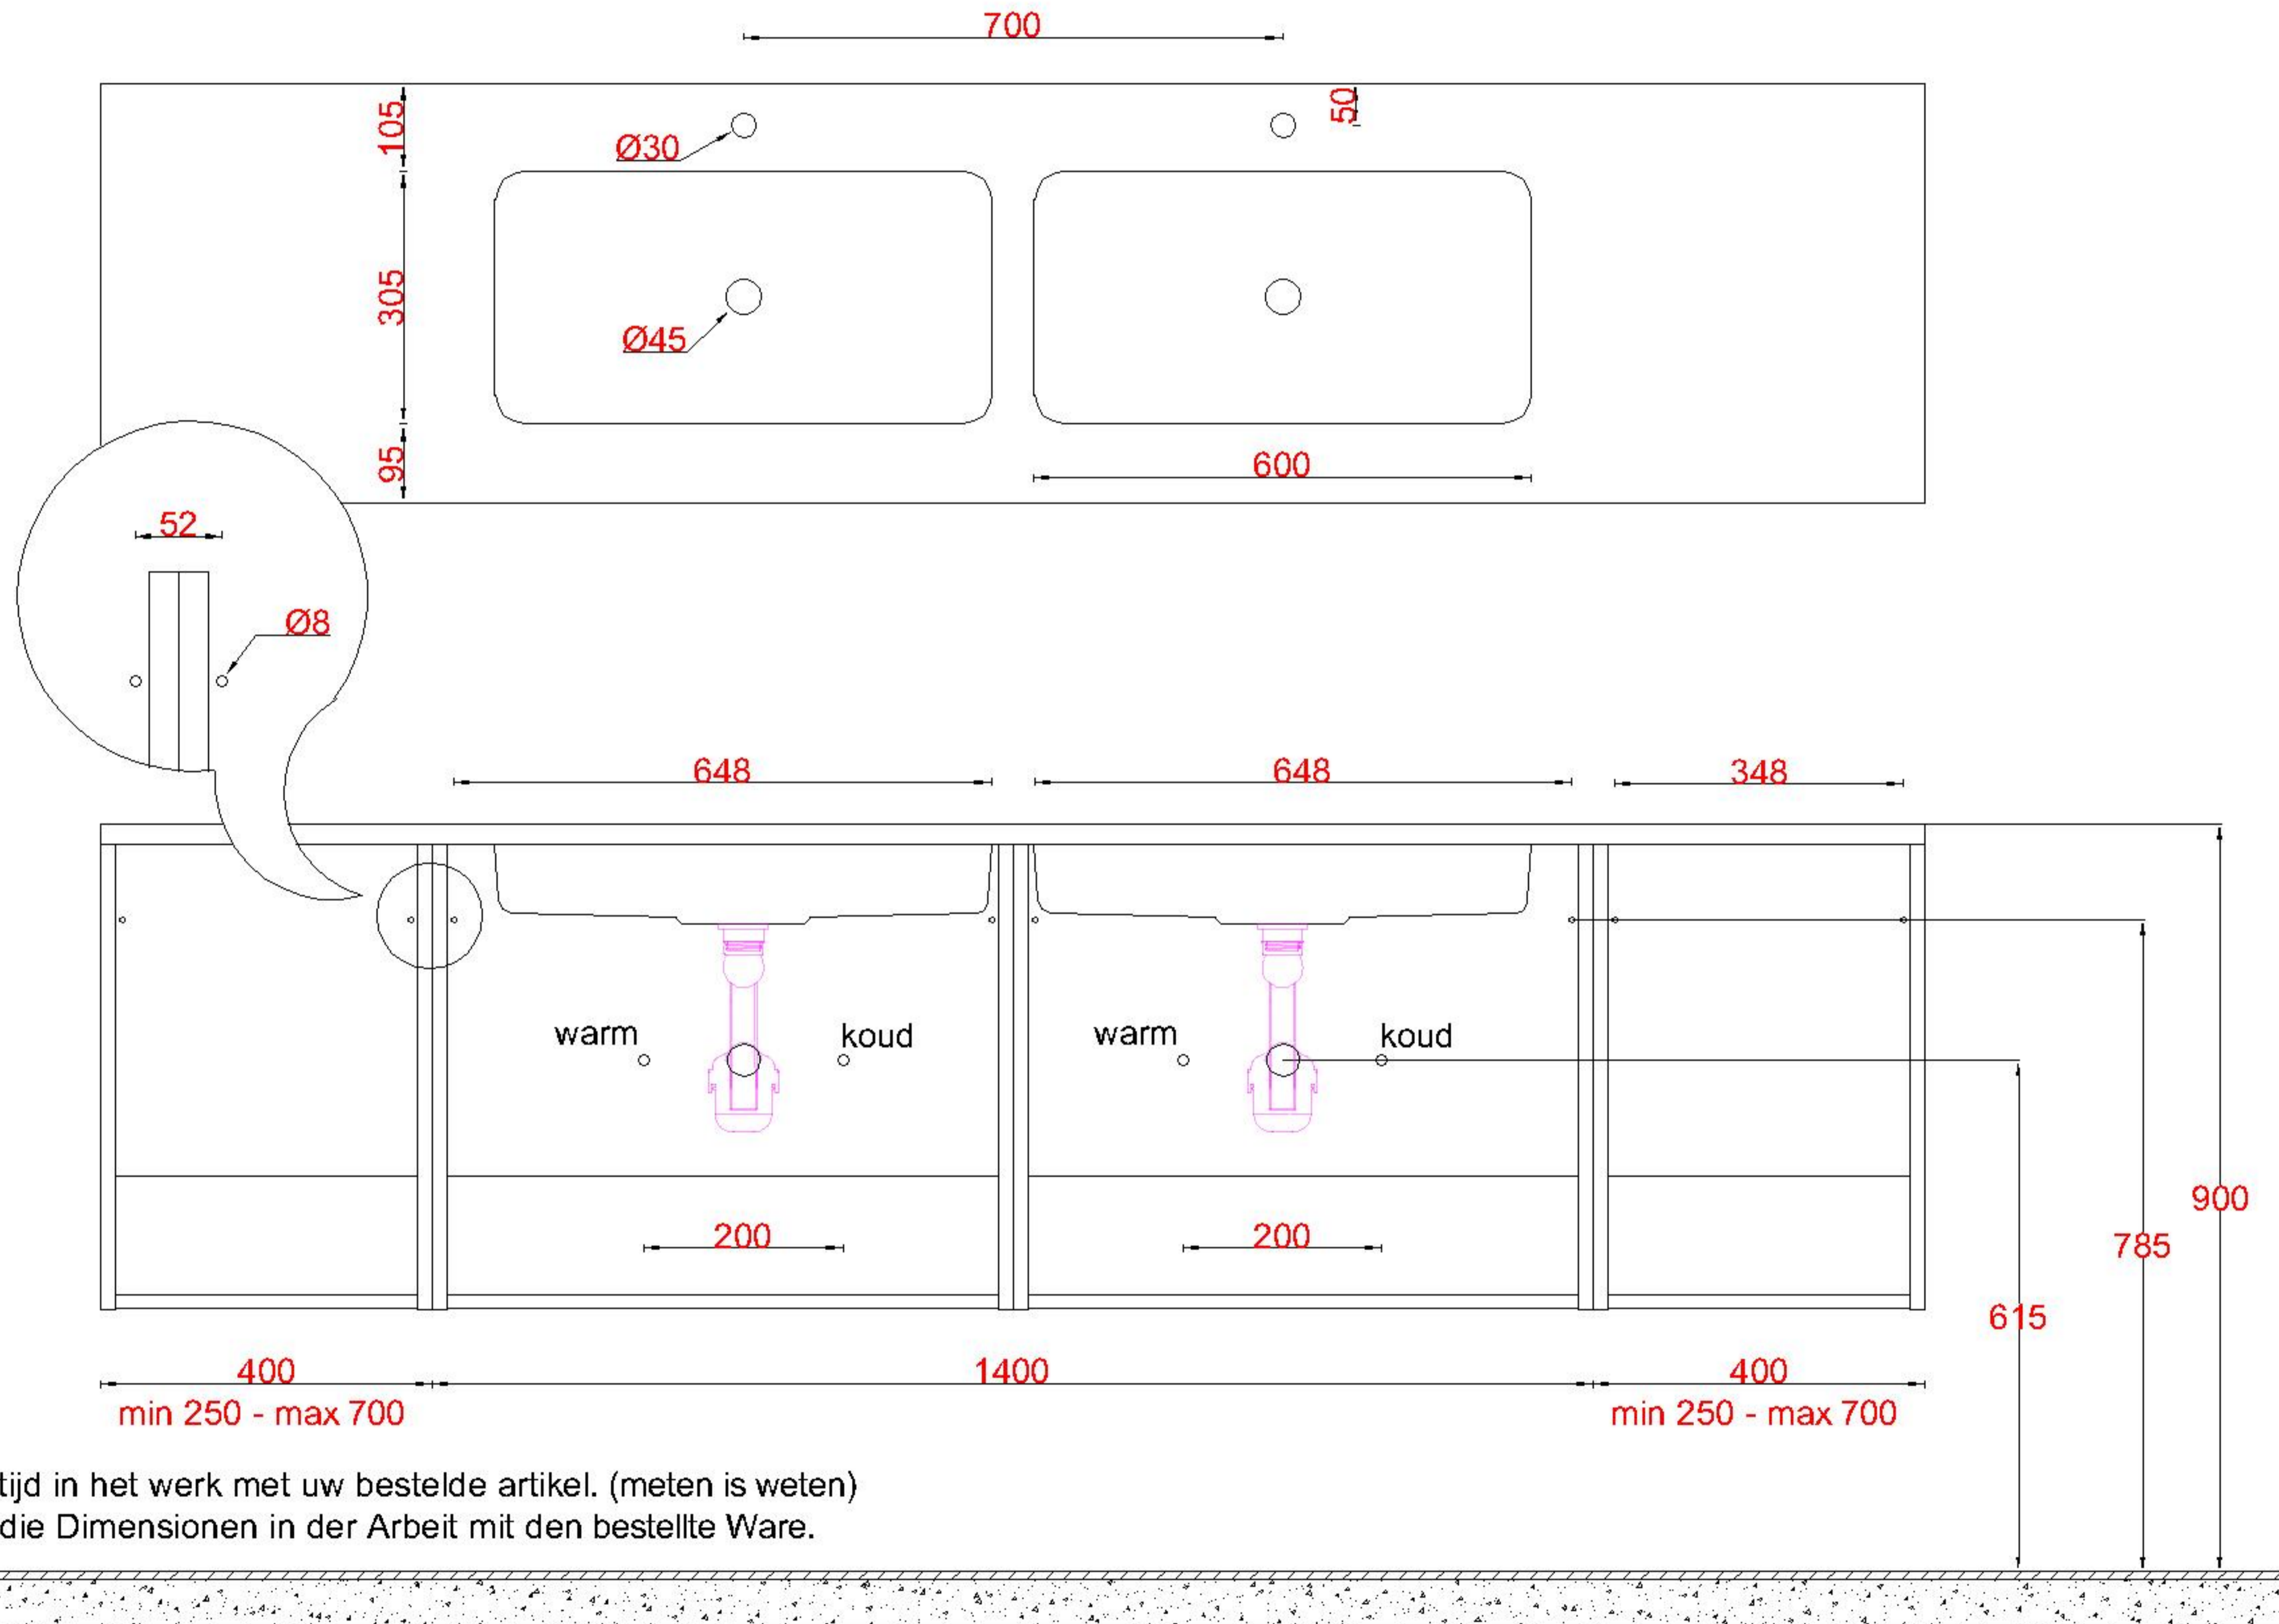 700
105
50
Ø30
305
Ø45
95
600
52
Ø8
648
648
348
warm
koud
warm
koud
200
200
900
785
615
400
1400
400
min 250 - max 700
min 250 - max 700
tijd in het werk met uw bestelde artikel. (meten is weten)
die Dimensionen in der Arbeit mit den bestellte Ware.